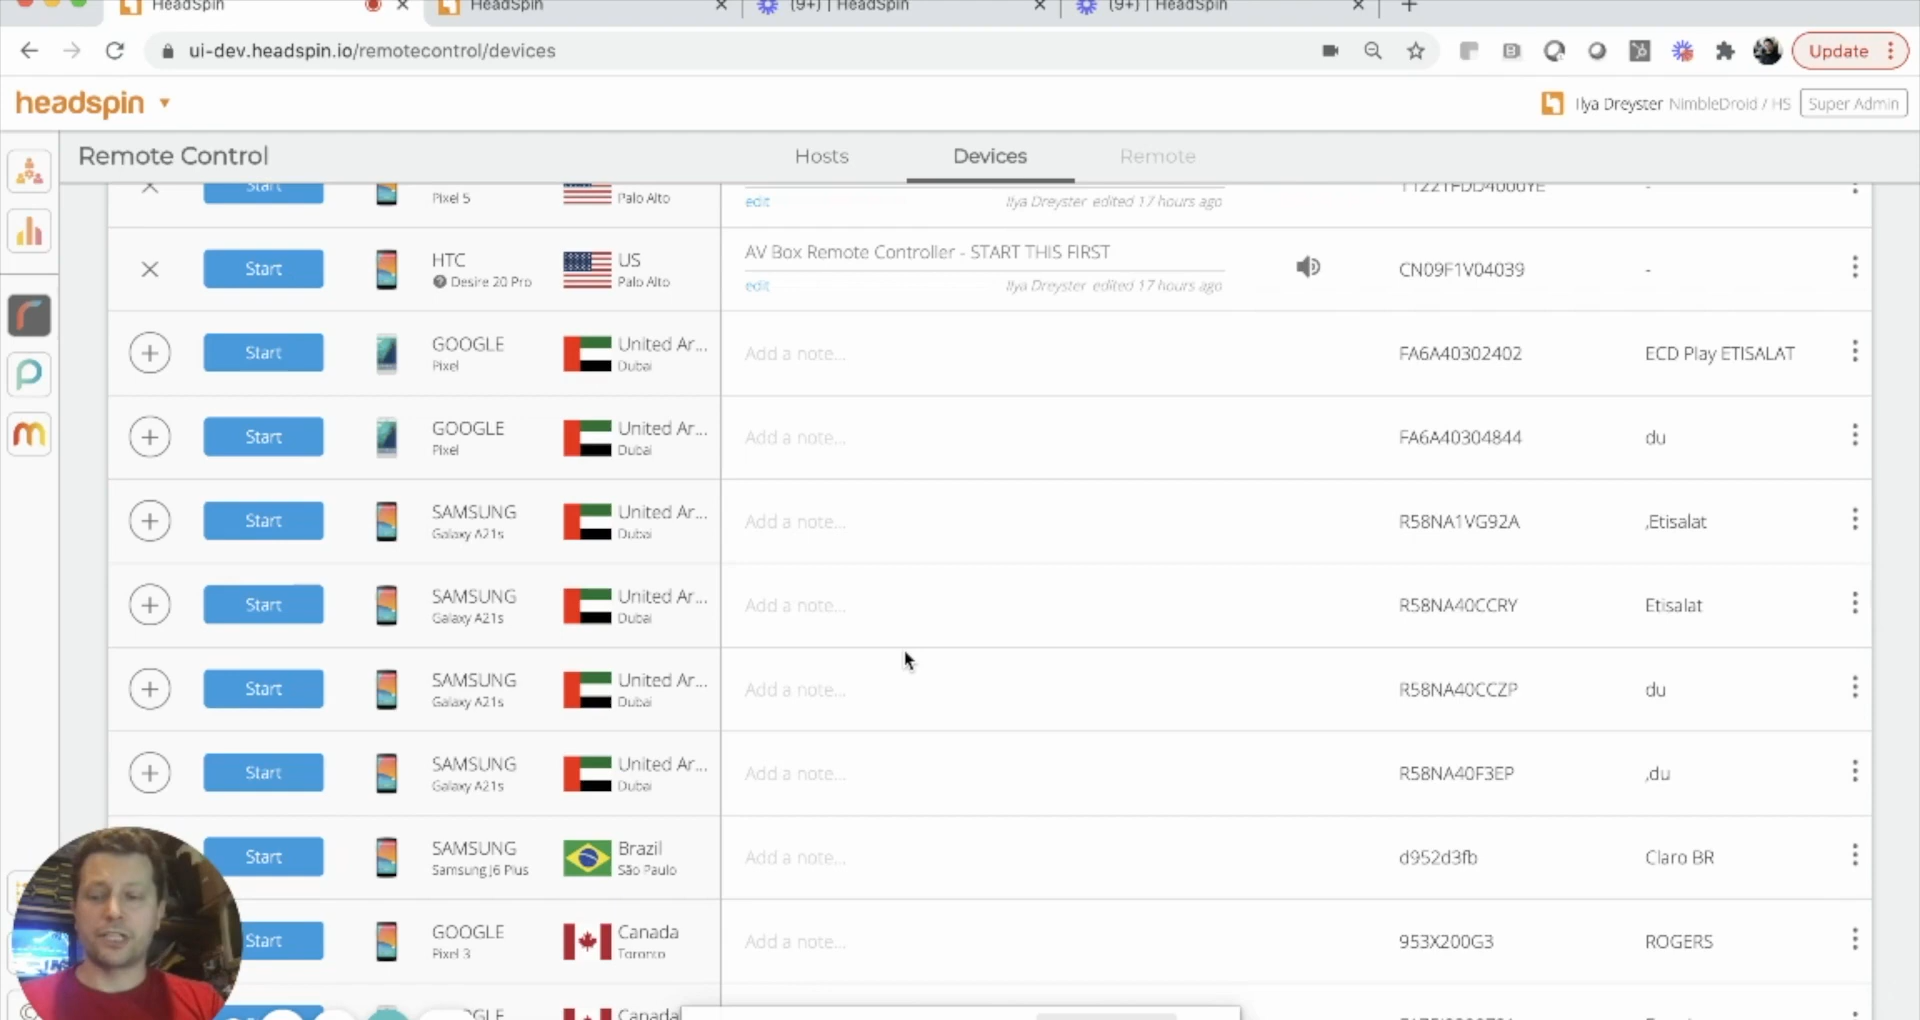 HeadSpin
HeadSpin
(9+) | HeadSpin
(9+) | HeadSpin
ui-dev.headspin.io/remotecontrol/devices
Update
headspin
Ilya Dreyster NimbleDroid / HS Super Admin
Remote Control
Hosts
Devices
Remote
Start
Pixel 5
Palo Alto
edit
Ilya Dreyster edited 17 hours ago
-
Start
HTC
Desire 20 Pro
US
Palo Alto
AV Box Remote Controller - START THIS FIRST
edit
Ilya Dreyster edited 17 hours ago
CN09F1V04039
-
Start
GOOGLE
Pixel
United Ar...
Dubai
Add a note...
FA6A40302402
ECD Play ETISALAT
Start
GOOGLE
Pixel
United Ar...
Dubai
Add a note...
FA6A40304844
du
Start
SAMSUNG
Galaxy A21s
United Ar...
Dubai
Add a note...
R58NA1VG92A
,Etisalat
Start
SAMSUNG
Galaxy A21s
United Ar...
Dubai
Add a note...
R58NA40CCRY
Etisalat
Start
SAMSUNG
Galaxy A21s
United Ar...
Dubai
Add a note...
R58NA40CCZP
du
Start
SAMSUNG
Galaxy A21s
United Ar...
Dubai
Add a note...
R58NA40F3EP
,du
Start
SAMSUNG
Samsung J6 Plus
Brazil
São Paulo
Add a note...
d952d3fb
Claro BR
Start
GOOGLE
Pixel 3
Canada
Toronto
Add a note...
953X200G3
ROGERS
Canada